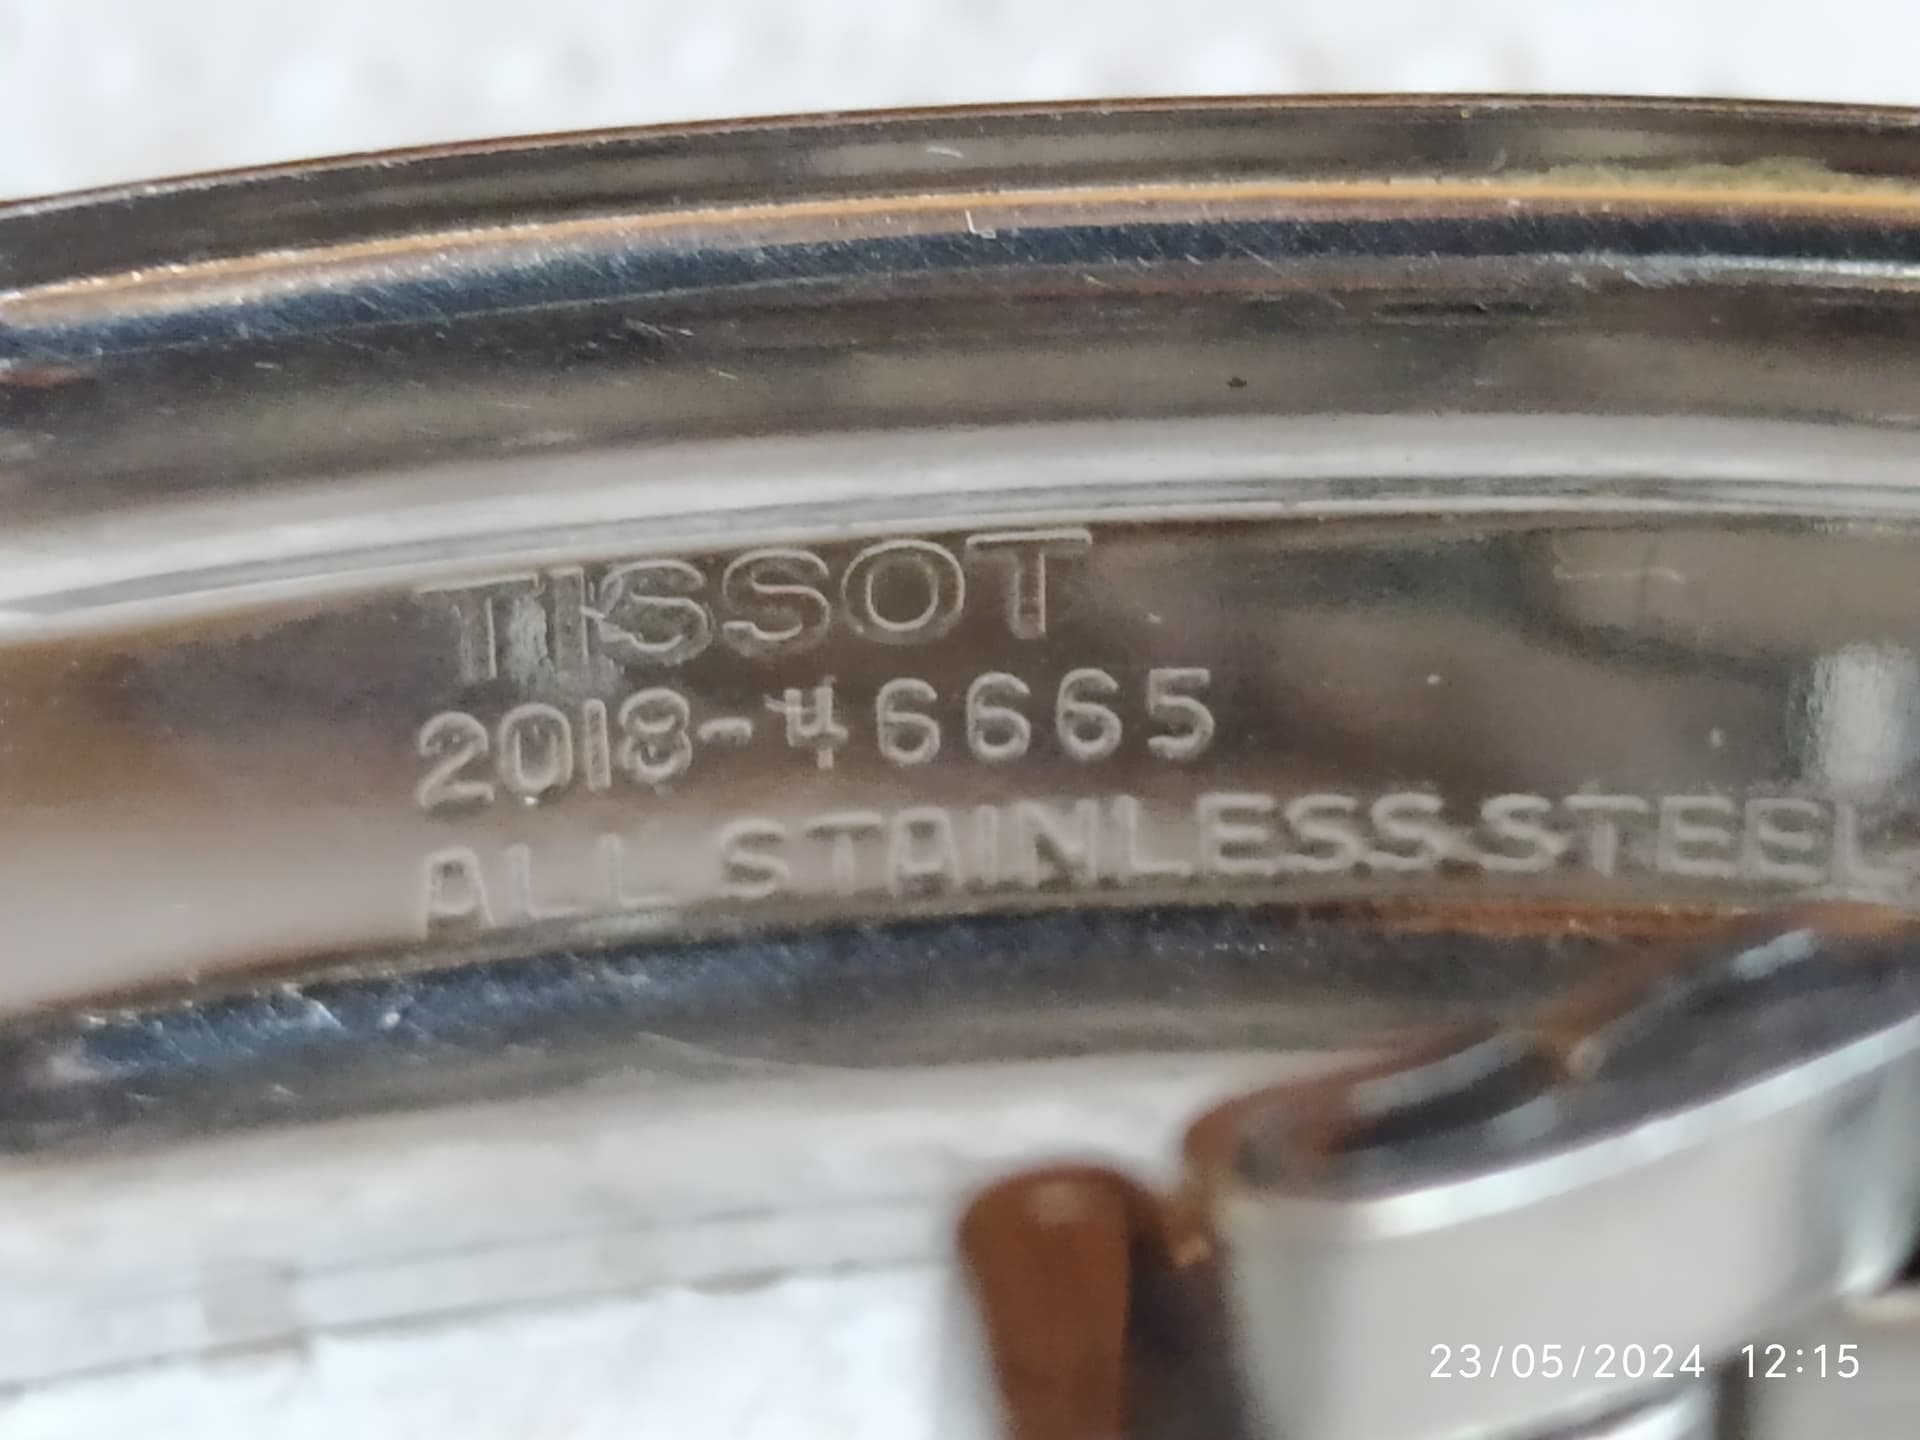 TISSOT
2018-46665
ALL STAINLESS STEEL
23/05/2024 12:15